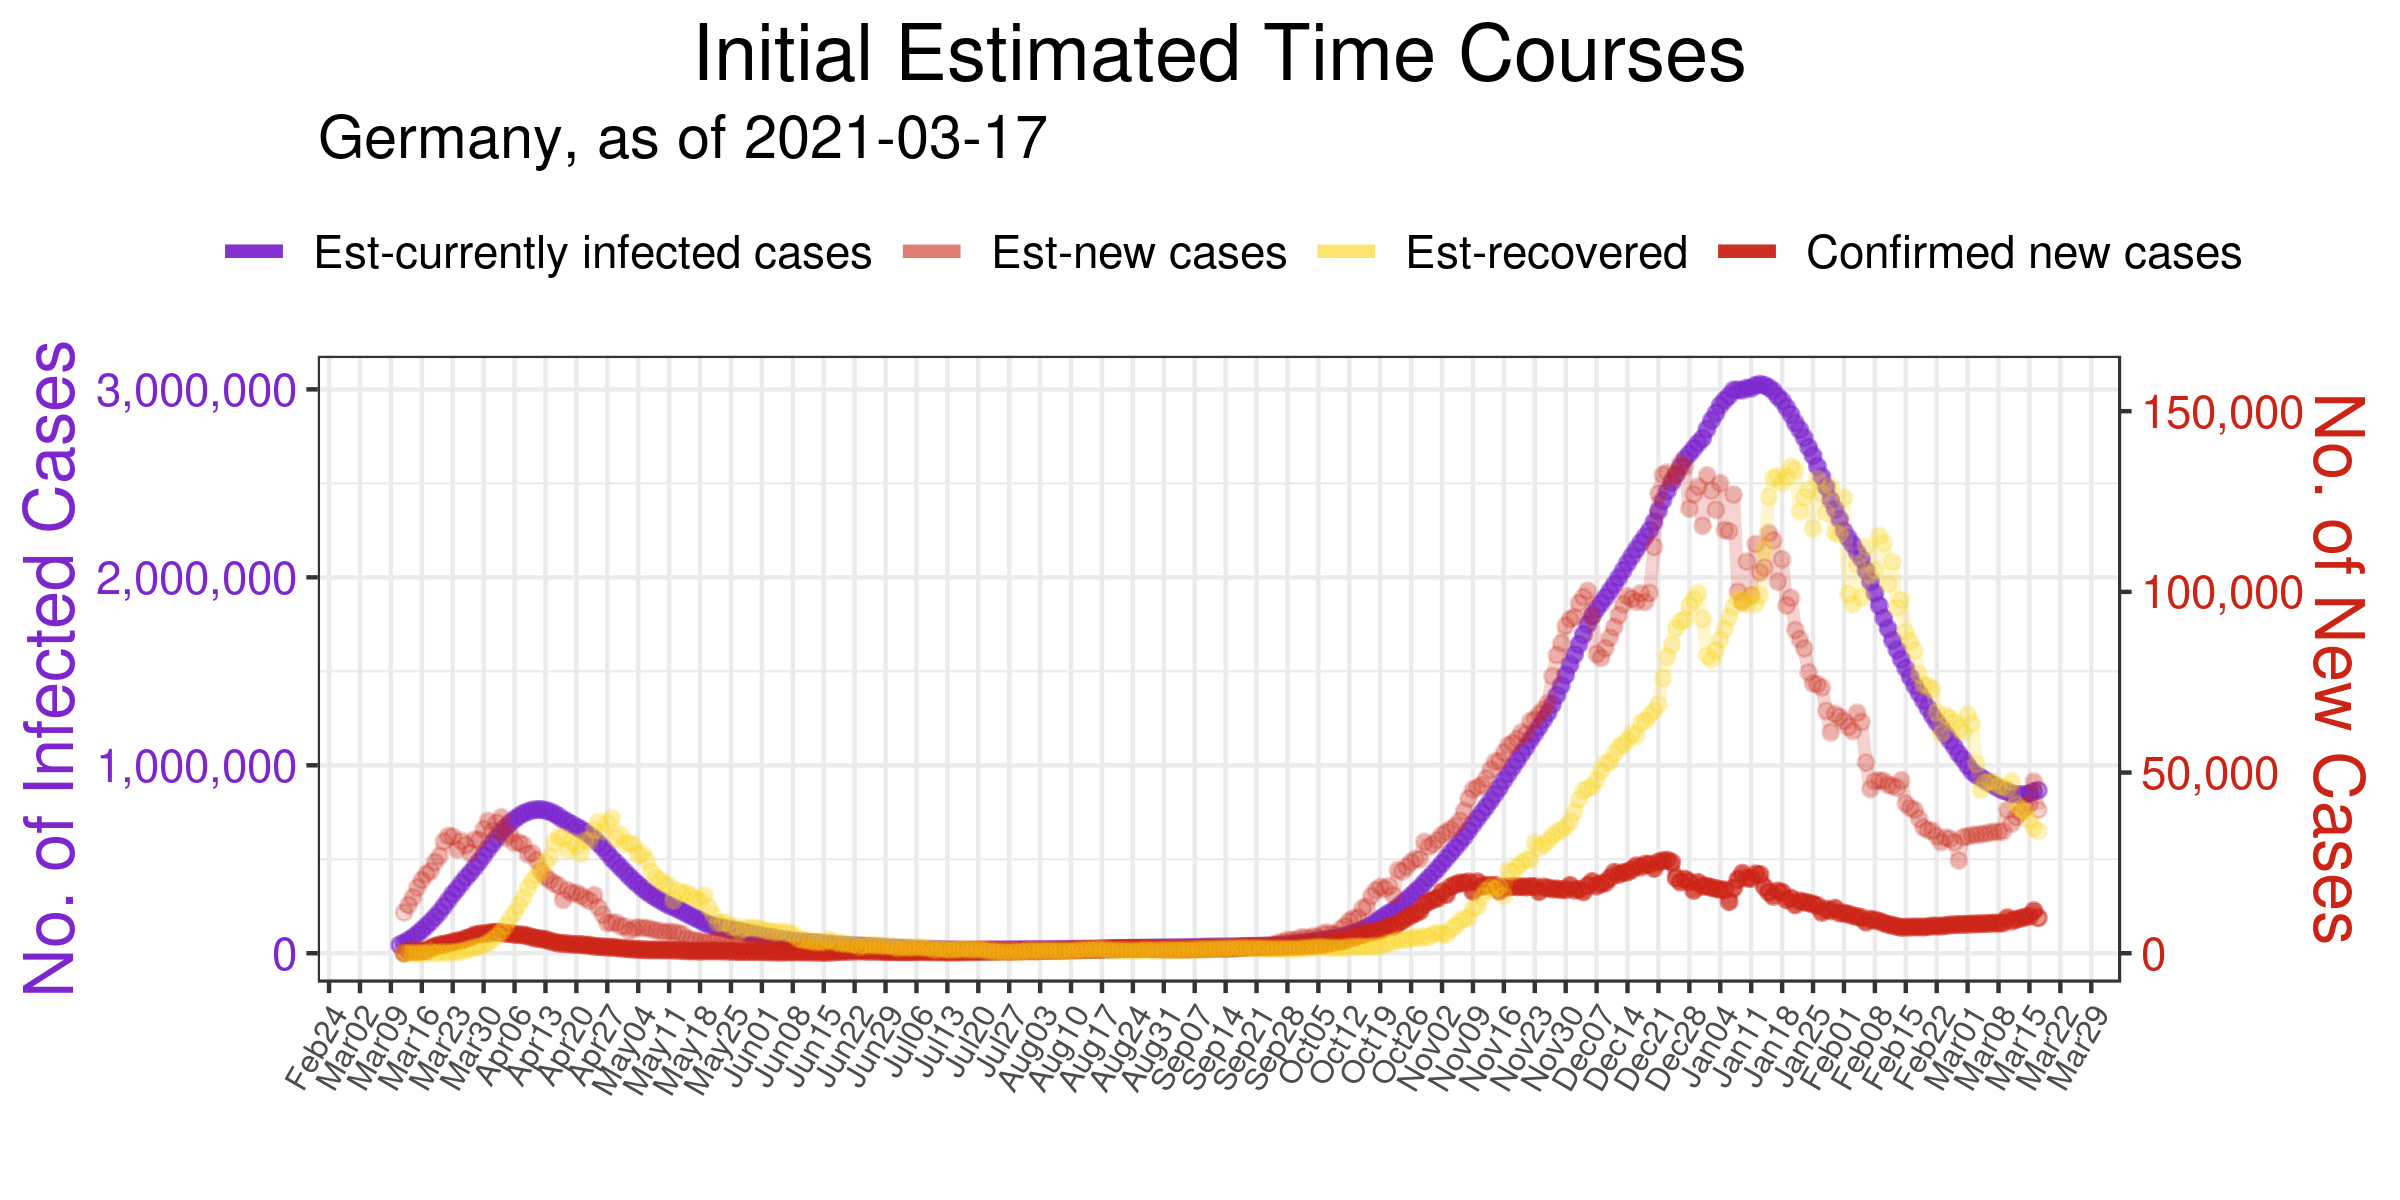 Initial Estimated Time Courses
Germany, as of 2021-03-17
Est-currently infected cases Est-new cases Est-recovered Confirmed new cases
No. of Infected Cases
3,000,000
2,000,000
1,000,000
0
150,000
100,000
50,000
0
No. of New Cases
Feb24 Mar02 Mar09 Mar16 Mar23 Mar30 Apr06 Apr13 Apr20 Apr27 May04 May11 May18 May25 Jun01 Jun08 Jun15 Jun22 Jun29 Jul06 Jul13 Jul20 Jul27 Aug03 Aug10 Aug17 Aug24 Aug31 Sep07 Sep14 Sep21 Sep28 Oct05 Oct12 Oct19 Oct26 Nov02 Nov09 Nov16 Nov23 Nov30 Dec07 Dec14 Dec21 Dec28 Jan04 Jan11 Jan18 Jan25 Feb01 Feb08 Feb15 Feb22 Mar01 Mar08 Mar15 Mar22 Mar29